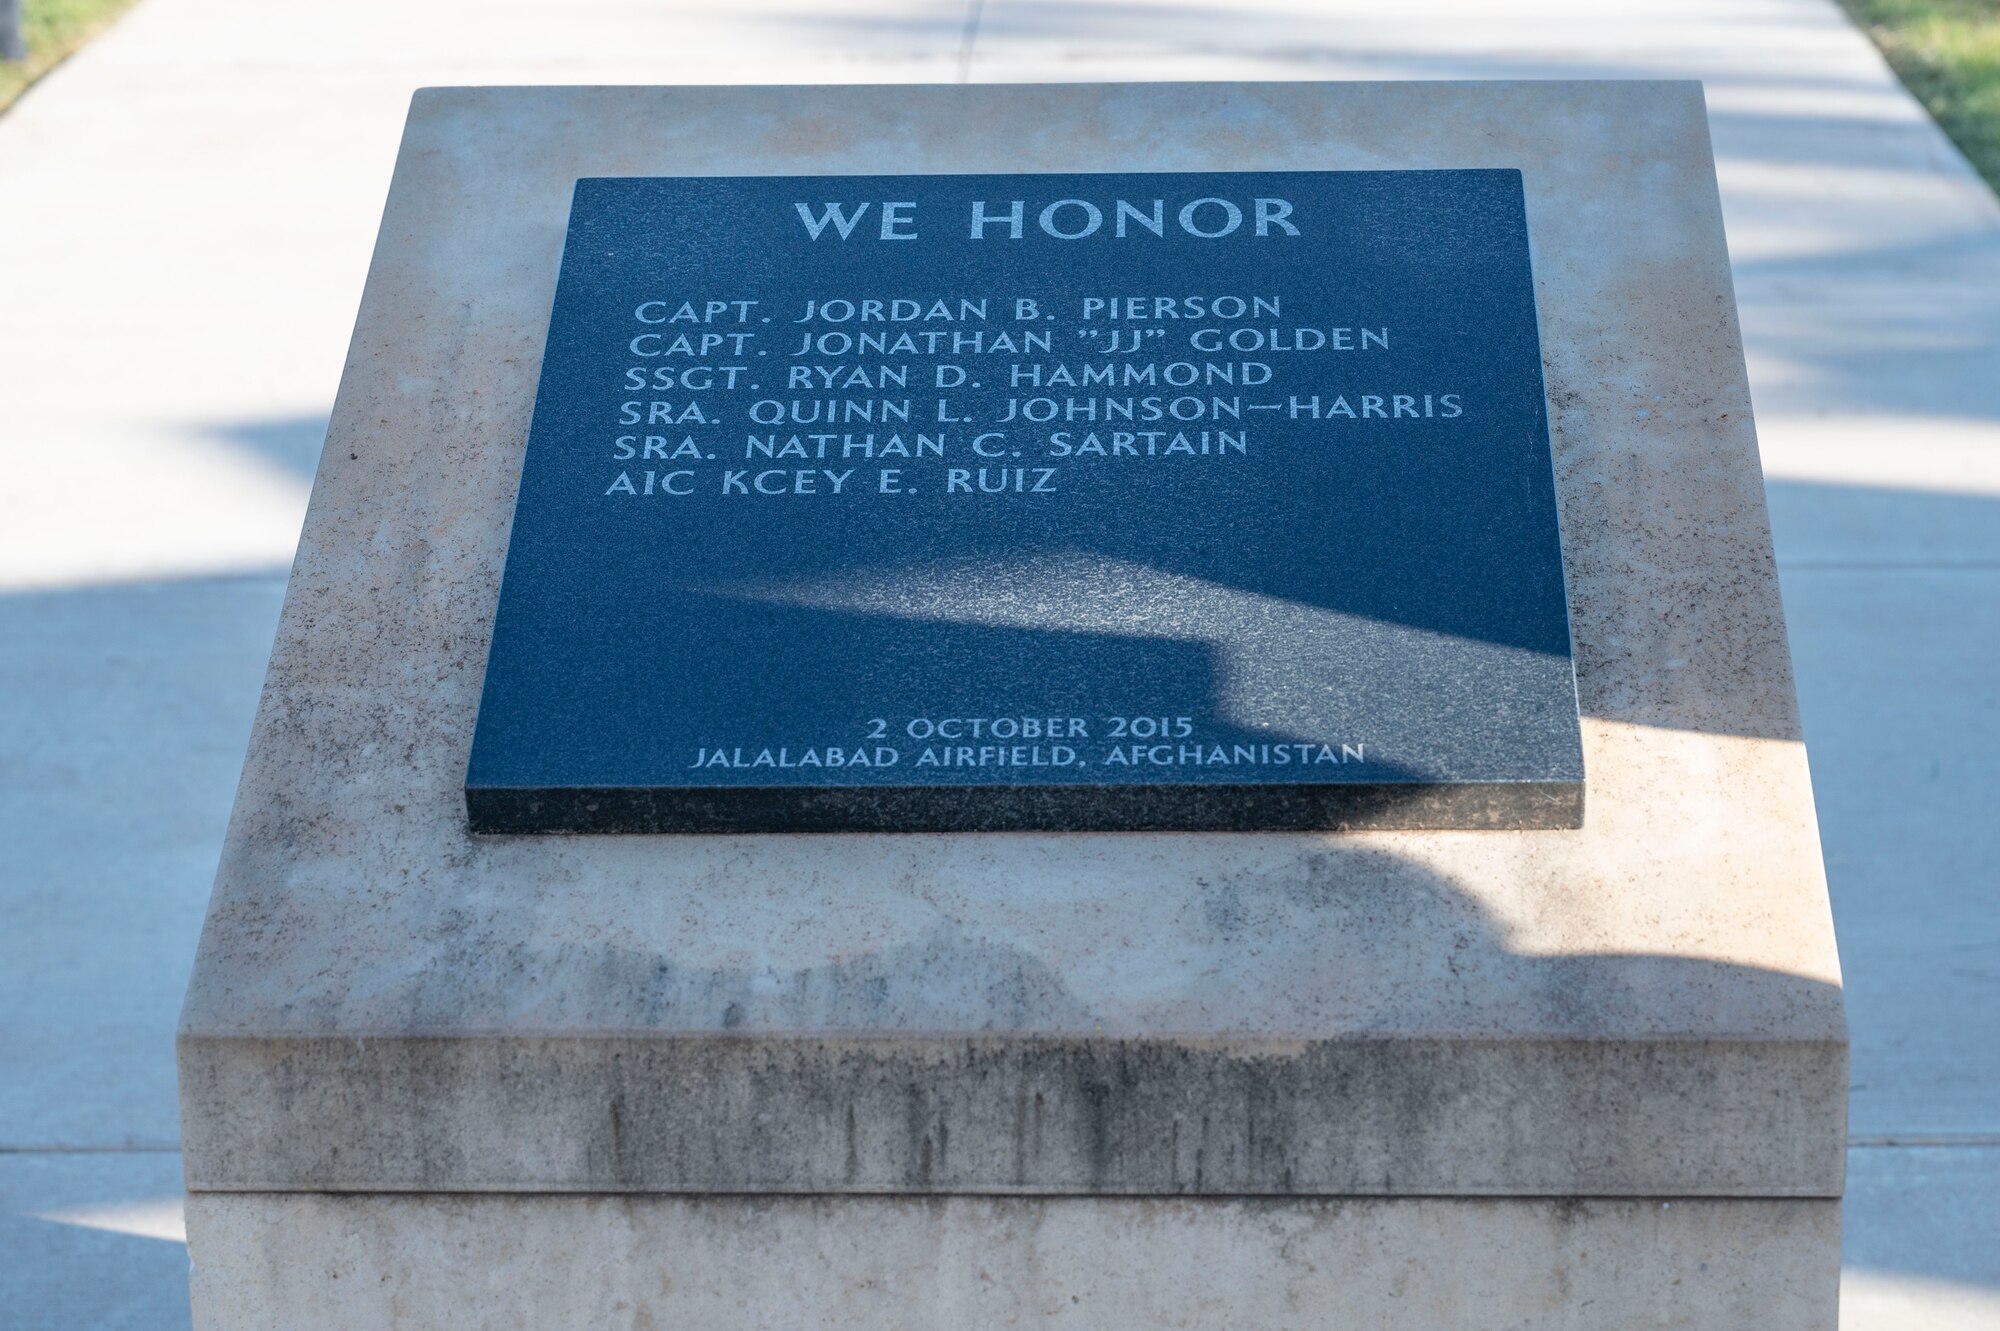 WE HONOR
CAPT. JORDAN B. PIERSON
CAPT. JONATHAN "JJ" GOLDEN
SSGT. RYAN D. HAMMOND
SRA. QUINN L. JOHNSON-HARRIS
SRA. NATHAN C. SARTAIN
A1C KCEY E. RUIZ
2 OCTOBER 2015
JALALABAD AIRFIELD, AFGHANISTAN